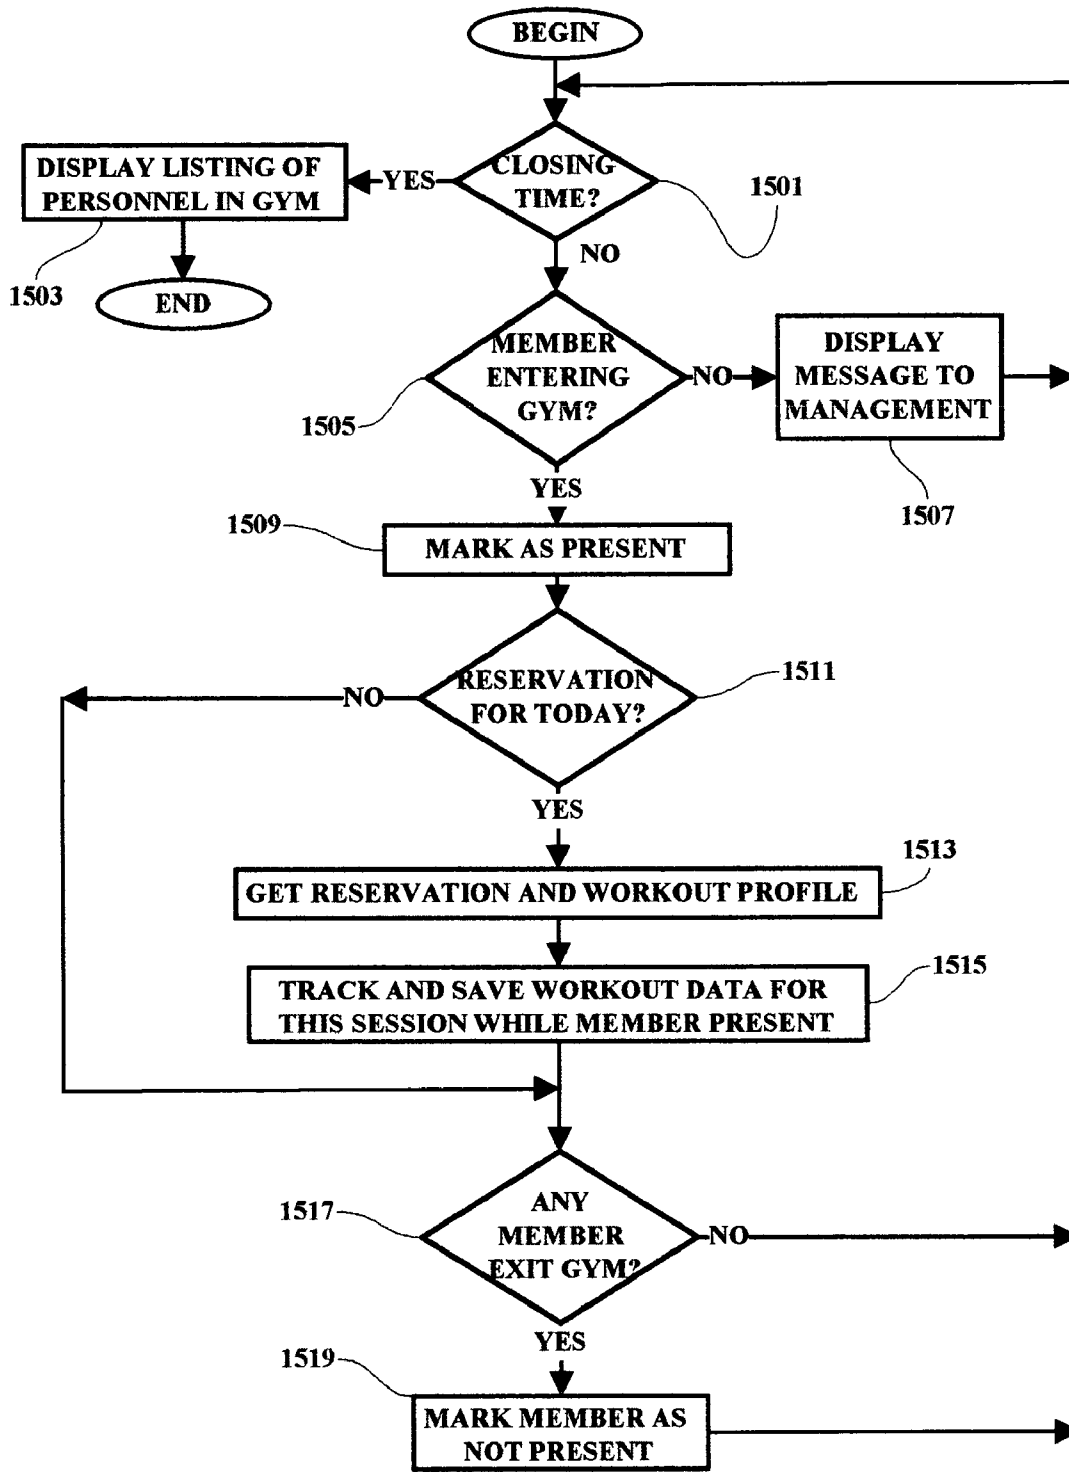 BEGIN
CLOSING
TIME?
1501
YES
DISPLAY LISTING OF
PERSONNEL IN GYM
1503
END
NO
MEMBER
ENTERING
GYM?
1505
NO
DISPLAY
MESSAGE TO
MANAGEMENT
1507
YES
1509
MARK AS PRESENT
RESERVATION
FOR TODAY?
1511
NO
YES
1513
GET RESERVATION AND WORKOUT PROFILE
1515
TRACK AND SAVE WORKOUT DATA FOR
THIS SESSION WHILE MEMBER PRESENT
1517
ANY
MEMBER
EXIT GYM?
NO
YES
1519
MARK MEMBER AS
NOT PRESENT